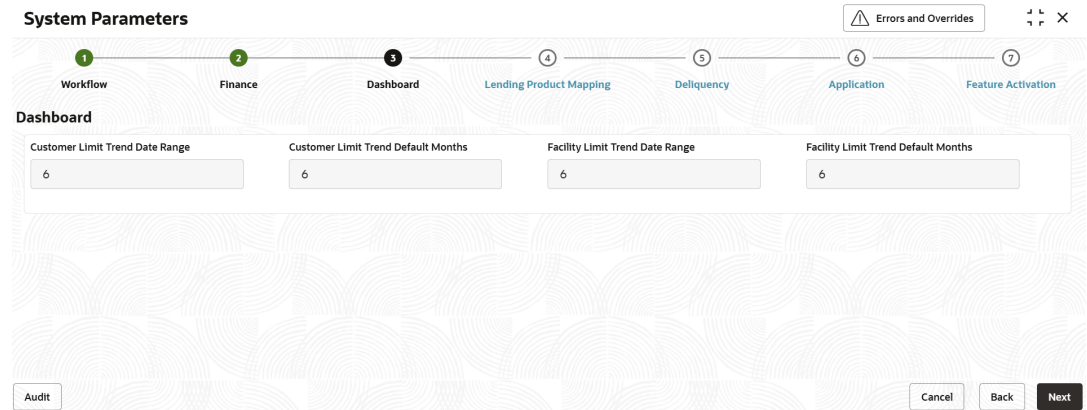 System Parameters
Errors and Overrides
1 2 3 4 5 6 7
Workflow Finance Dashboard Lending Product Mapping Deliquency Application Feature Activation
Dashboard
Customer Limit Trend Date Range Customer Limit Trend Default Months Facility Limit Trend Date Range Facility Limit Trend Default Months
6 6 6 6
Audit Cancel Back Next